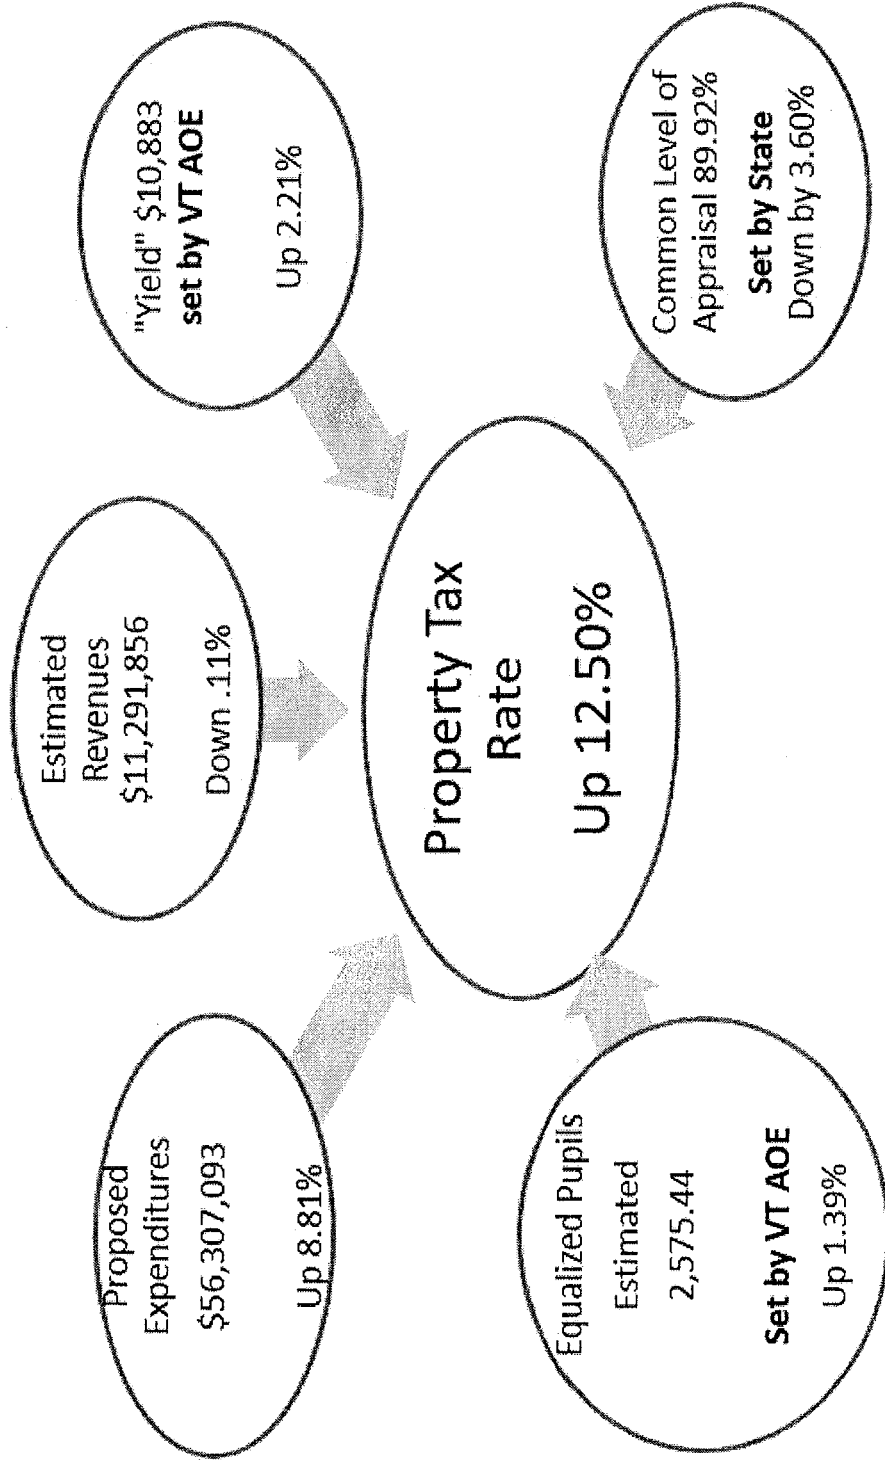 Proposed
Expenditures
$56,307,093
Up 8.81%
Estimated
Revenues
$11,291,856
Down .11%
"Yield" $10,883
set by VT AOE
Up 2.21%
Property Tax
Rate
Up 12.50%
Equalized Pupils
Estimated
2,575.44
Set by VT AOE
Up 1.39%
Common Level of
Appraisal 89.92%
Set by State
Down by 3.60%